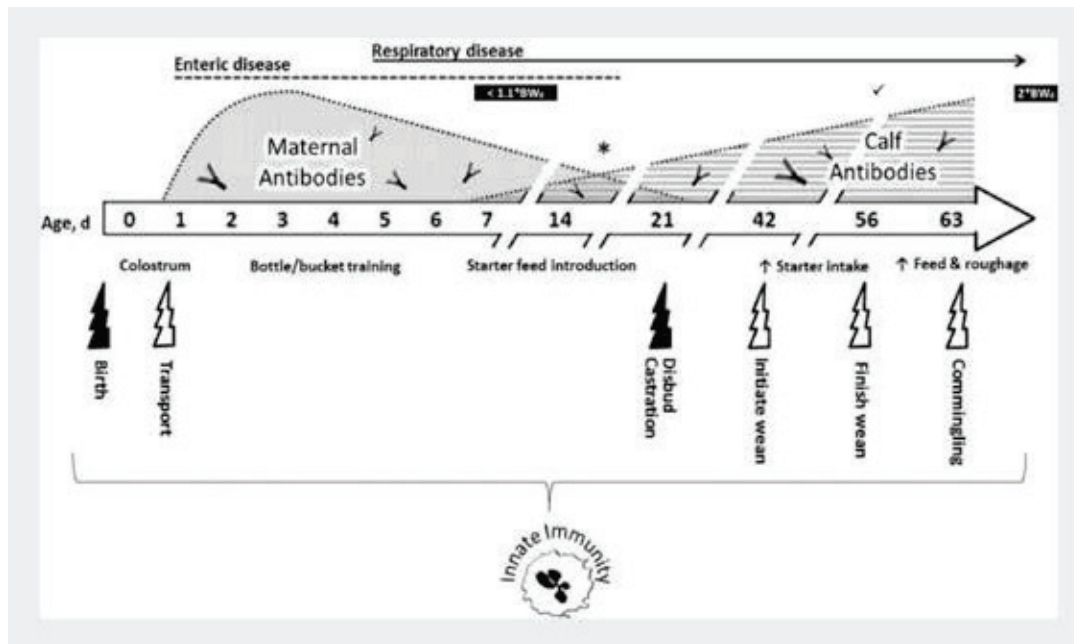 Respiratory disease
Enteric disease
< 1.1*BW₀
✓
2*BW₀
Maternal
Antibodies
*
Calf
Antibodies
Age, d 0 1 2 3 4 5 6 7 14 21 42 56 63
Colostrum
Bottle/bucket training
Starter feed introduction
↑ Starter intake
↑ Feed & roughage
Birth
Transport
Disbud
Castration
Initiate wean
Finish wean
Commingling
Innate Immunity